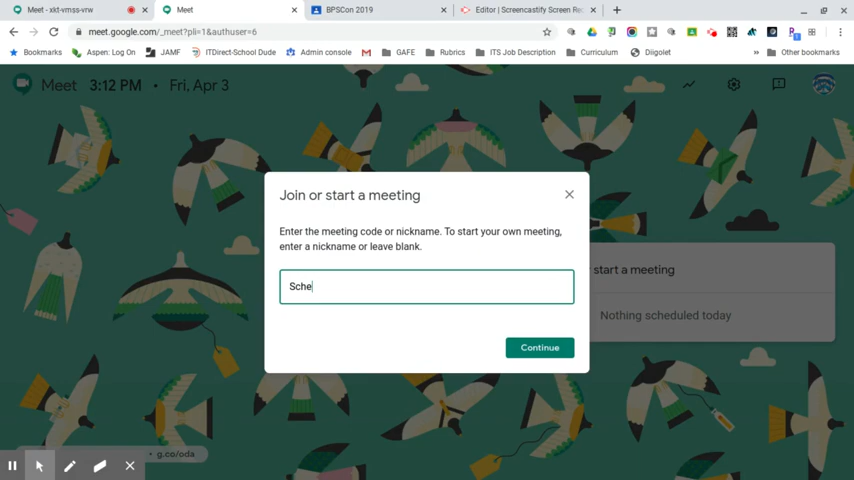 Meet - xkt-vmss-vrw
Meet
BPSCon 2019
Editor | Screencastify Screen Rec
meet.google.com/_meet?pli=1&authuser=6
Bookmarks
Aspen: Log On
JAMF
ITDirect-School Dude
Admin console
GAFE
Rubrics
ITS Job Description
Curriculum
Diigolet
»
Other bookmarks
Meet 3:12 PM • Fri, Apr 3
Join or start a meeting
Enter the meeting code or nickname. To start your own meeting,
enter a nickname or leave blank.
Sche
Continue
start a meeting
Nothing scheduled today
g.co/oda